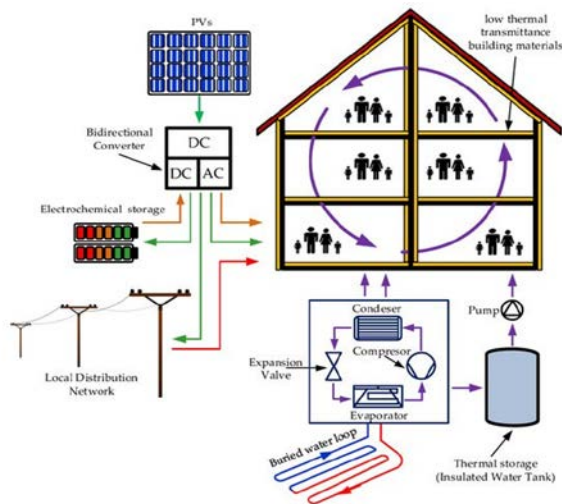 PVs
low thermal
transmittance
building materials
Bidirectional
Converter
DC
DC
AC
Electrochemical storage
Local Distribution
Network
Condeser
Compresor
Expansion
Valve
Evaporator
Pump
Buried water loop
Thermal storage
(Insulated Water Tank)